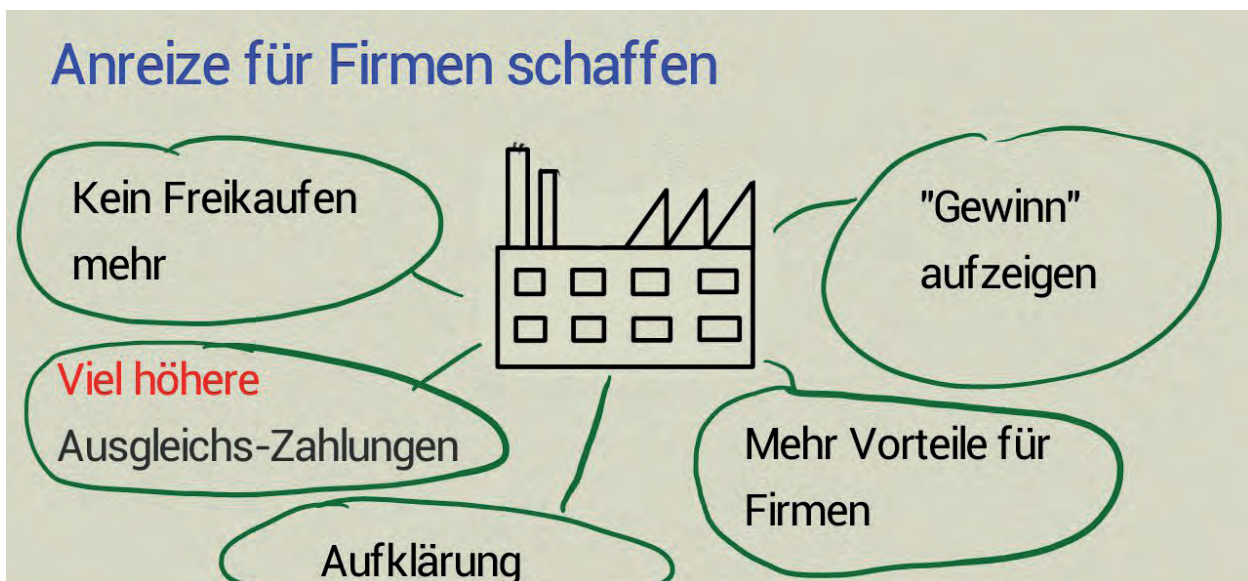 Anreize für Firmen schaffen
Kein Freikaufen
mehr
"Gewinn"
aufzeigen
Viel höhere
Ausgleichs-Zahlungen
Mehr Vorteile für
Firmen
Aufklärung